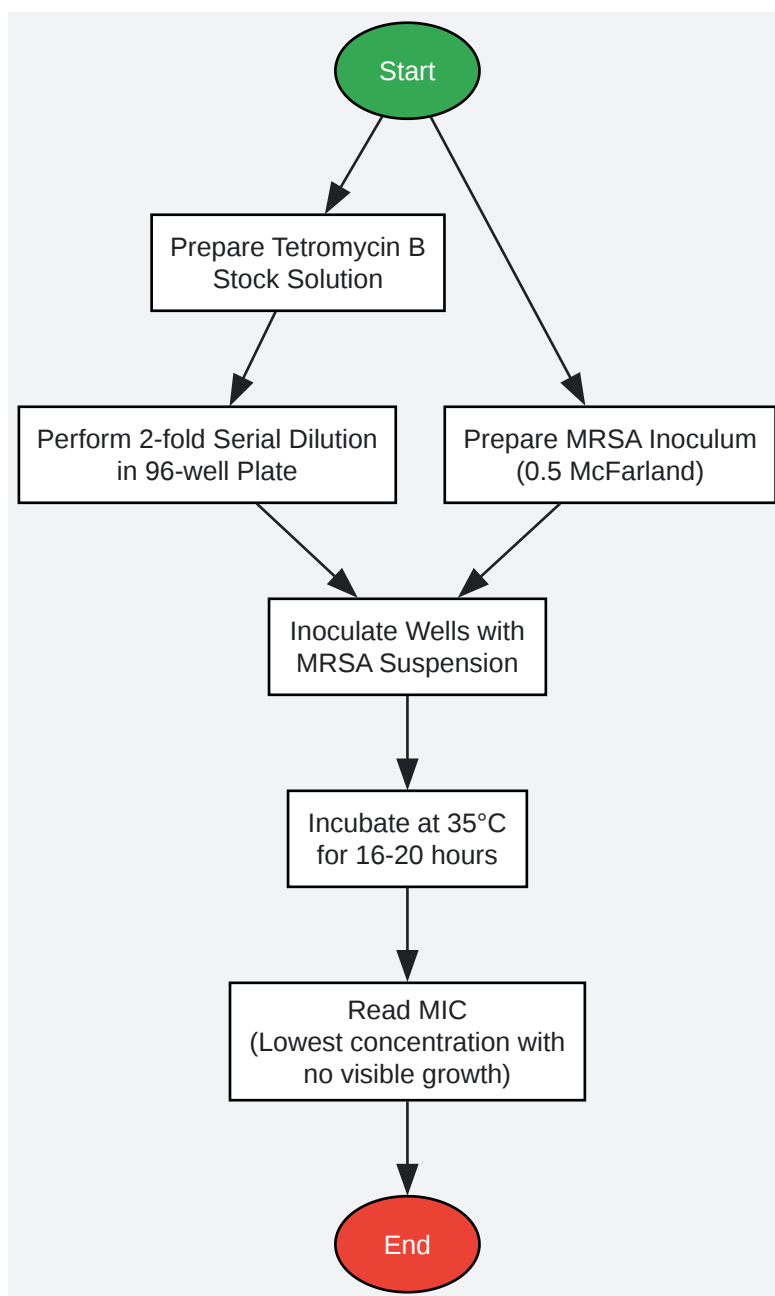 Start
Prepare Tetromycin B
Stock Solution
Perform 2-fold Serial Dilution
in 96-well Plate
Prepare MRSA Inoculum
(0.5 McFarland)
Inoculate Wells with
MRSA Suspension
Incubate at 35°C
for 16-20 hours
Read MIC
(Lowest concentration with
no visible growth)
End